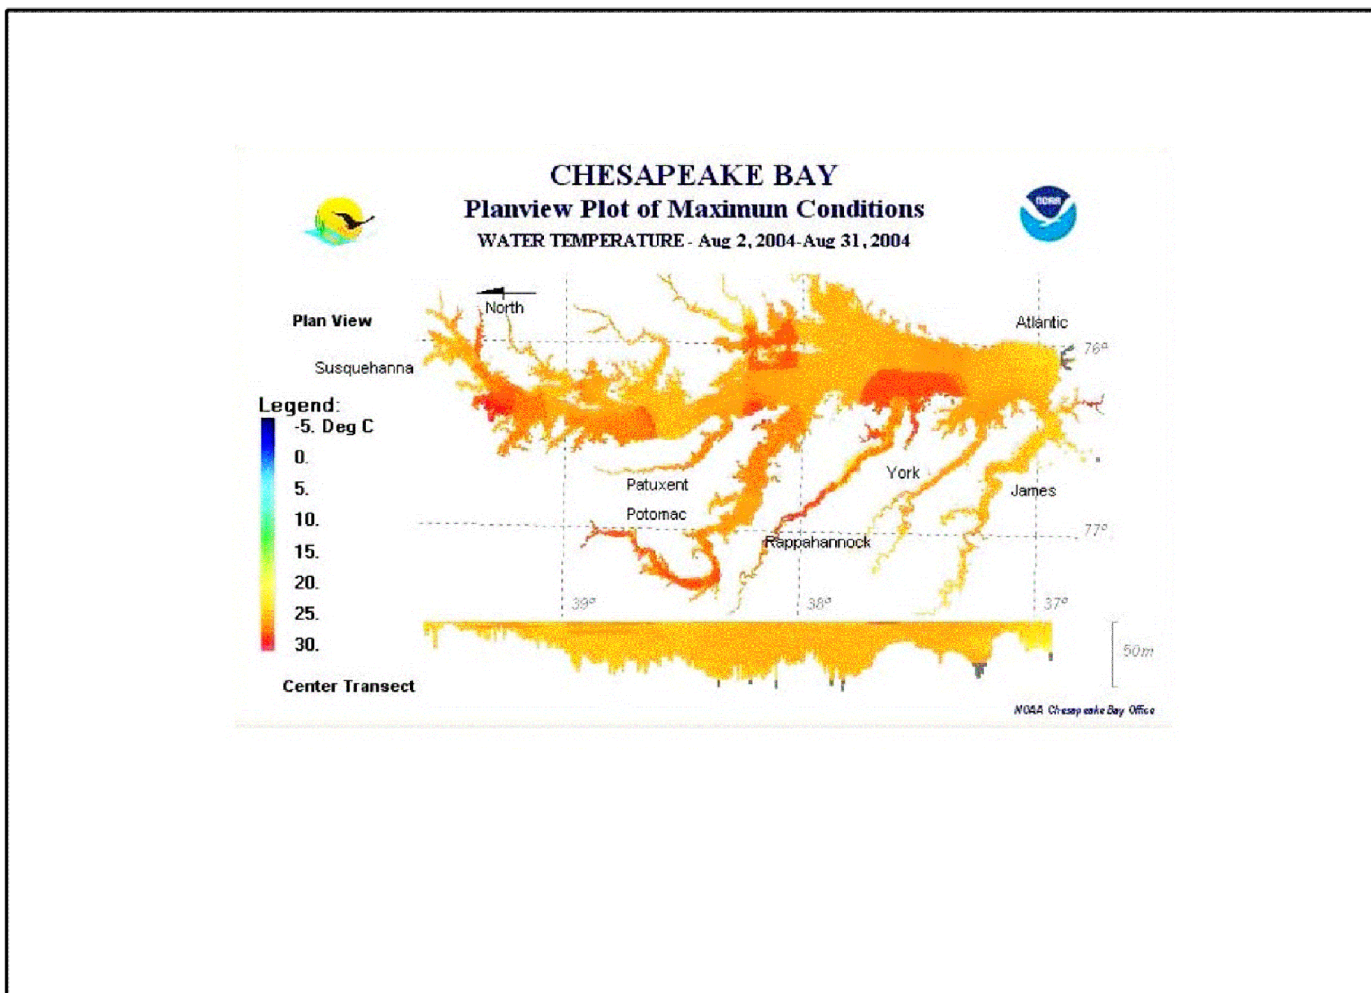 CHESAPEAKE BAY
Planview Plot of Maximum Conditions
WATER TEMPERATURE - Aug 2, 2004-Aug 31, 2004
NOAA
North
Plan View
Atlantic
76°
Susquehanna
Legend:
-5. Deg C
0.
5.
10.
15.
20.
25.
30.
Patuxent
Potomac
York
James
Rappahannock
77°
39°
38°
37°
50m
Center Transect
NOAA Chesapeake Bay Office